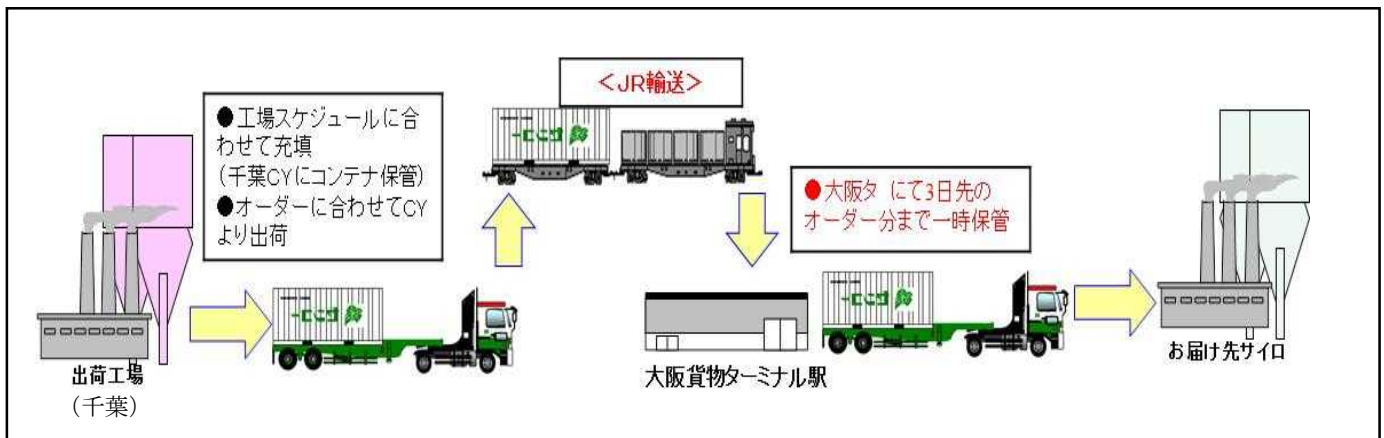 ＜JR輸送＞
●工場スケジュールに合
わせて充填
(千葉CYにコンテナ保管)
●オーダーに合わせてCY
より出荷
●大阪タ にて3日先の
オーダー分まで一時保管
出荷工場
（千葉）
大阪貨物ターミナル駅
お届け先サイロ